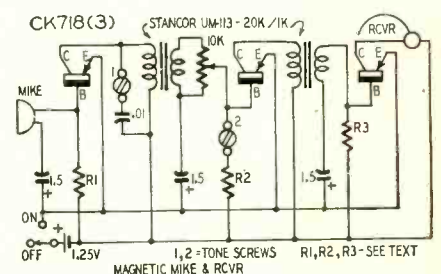 CK718(3)
STANCOR UM-113-20K/1K
RCVR
C E
B
1
.01
10K
C E
B
2
C E
B
MIKE
1.5
+
R1
1.5
+
R2
1.5
+
R3
ON
OFF
+
1.25V
1,2=TONE SCREWS
R1,R2,R3-SEE TEXT
MAGNETIC MIKE & RCVR